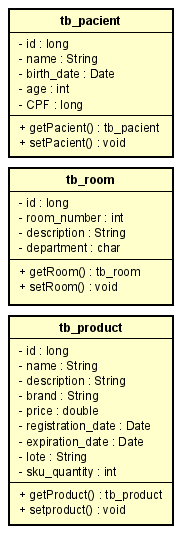 tb_pacient
- id : long
- name : String
- birth_date : Date
- age : int
- CPF : long
+ getPacient() : tb_pacient
+ setPacient() : void
tb_room
- id : long
- room_number : int
- description : String
- department : char
+ getRoom() : tb_room
+ setRoom() : void
tb_product
- id : long
- name : String
- description : String
- brand : String
- price : double
- registration_date : Date
- expiration_date : Date
- lote : String
- sku_quantity : int
+ getProduct() : tb_product
+ setproduct() : void